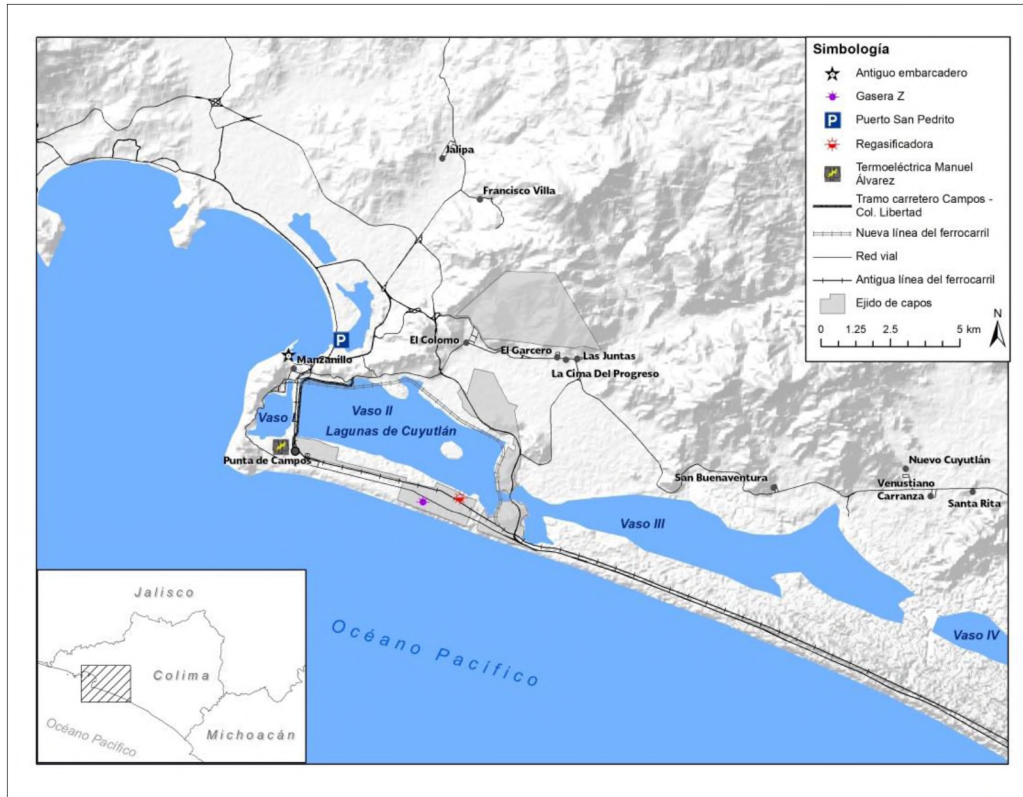 Simbología
Antiguo embarcadero
Gasera Z
P
Puerto San Pedrito
Regasificadora
Termoeléctrica Manuel
Álvarez
Tramo carretero Campos -
Col. Libertad
Nueva línea del ferrocarril
Red vial
Antigua línea del ferrocarril
Ejido de capos
N
0 1.25 2.5 5 km
Jalipa
Francisco Villa
P
El Colomo
El Garcero
Las Juntas
La Cima Del Progreso
Manzanillo
Vaso I
Vaso II
Lagunas de Cuyutlán
Punta de Campos
San Buenaventura
Nuevo Cuyutlán
Venustiano
Carranza
Santa Rita
Vaso III
Vaso IV
Océano Pacífico
Jalisco
Colima
Michoacán
Océano Pacífico